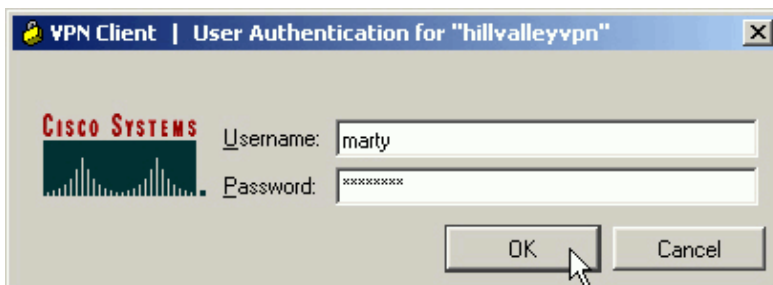 VPN Client | User Authentication for "hillvalleyvpn"
CISCO SYSTEMS
Username: marty
Password: ********
OK Cancel